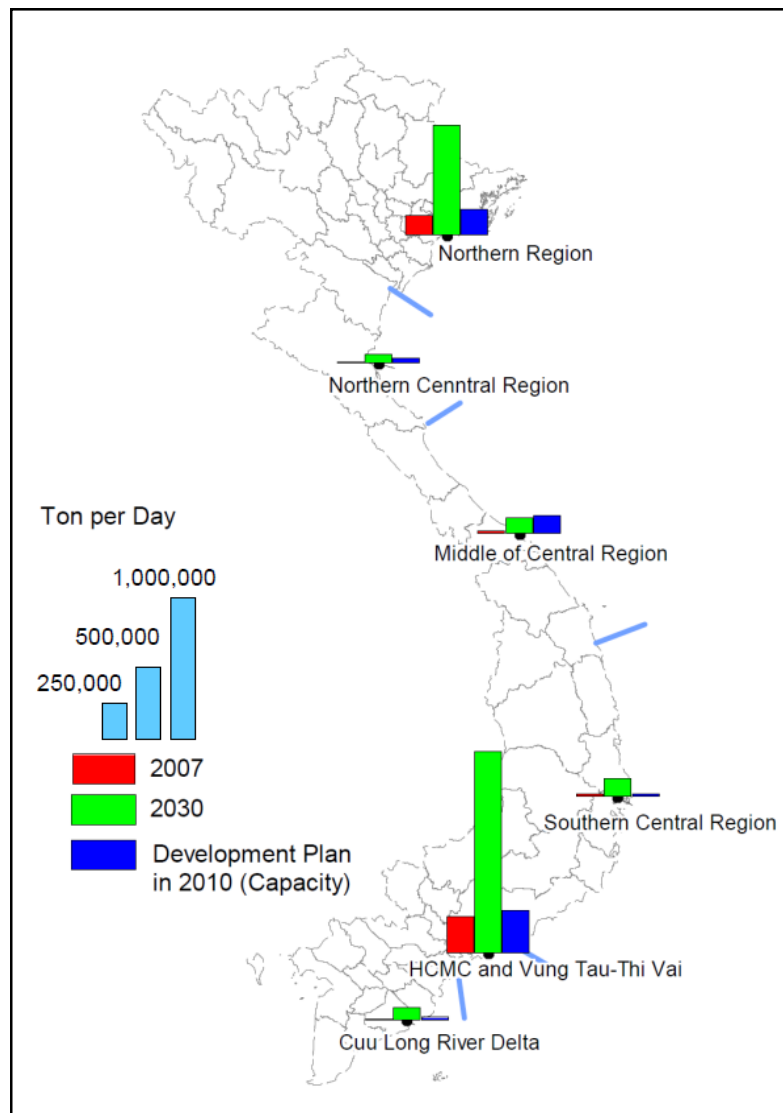 Northern Region
Northern Cenntral Region
Middle of Central Region
Ton per Day
1,000,000
500,000
250,000
2007
2030
Development Plan
in 2010 (Capacity)
Southern Central Region
HCMC and Vung Tau-Thi Vai
Cuu Long River Delta